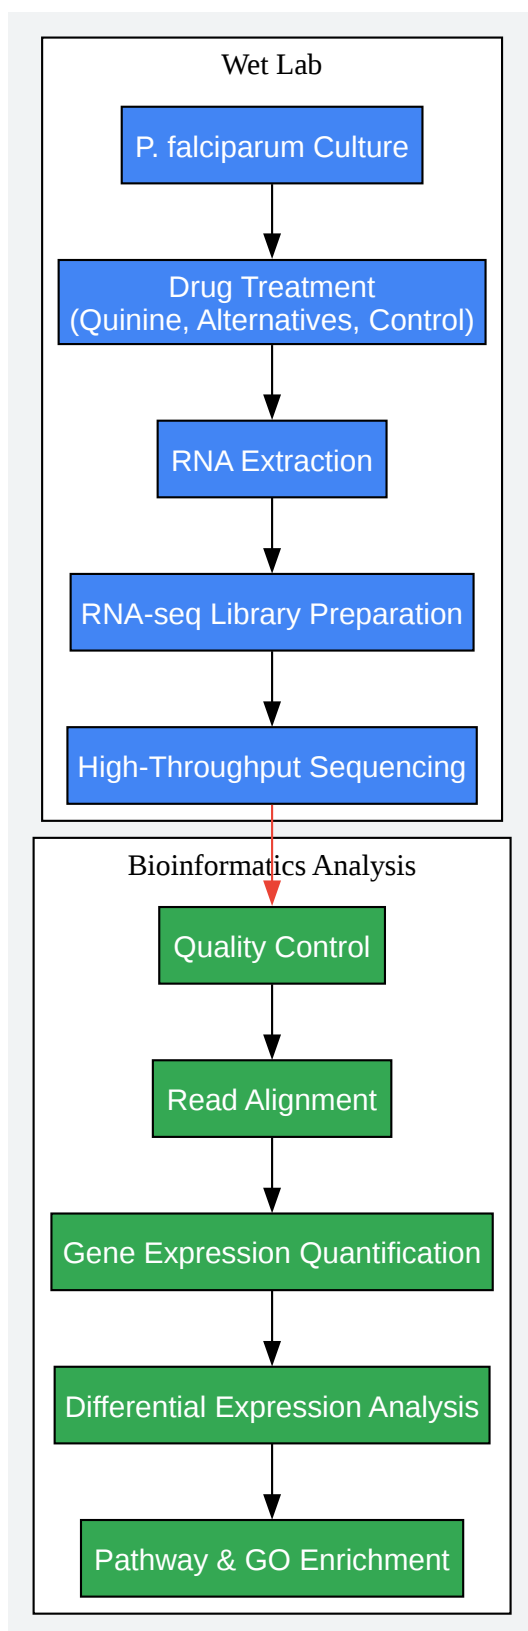 Wet Lab
P. falciparum Culture
Drug Treatment
(Quinine, Alternatives, Control)
RNA Extraction
RNA-seq Library Preparation
High-Throughput Sequencing
Bioinformatics Analysis
Quality Control
Read Alignment
Gene Expression Quantification
Differential Expression Analysis
Pathway & GO Enrichment